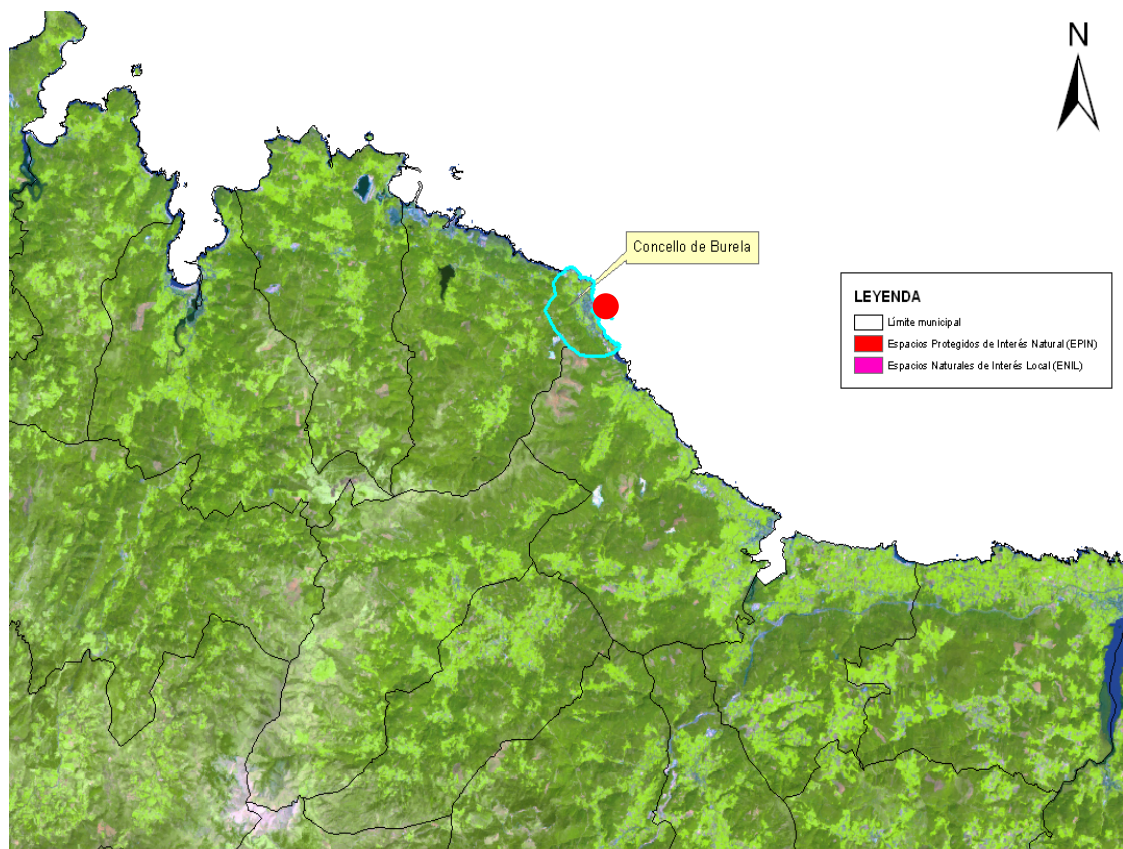 N
Concello de Burela
LEYENDA
Límite municipal
Espacios Protegidos de Interés Natural (EPIN)
Espacios Naturales de Interés Local (ENIL)